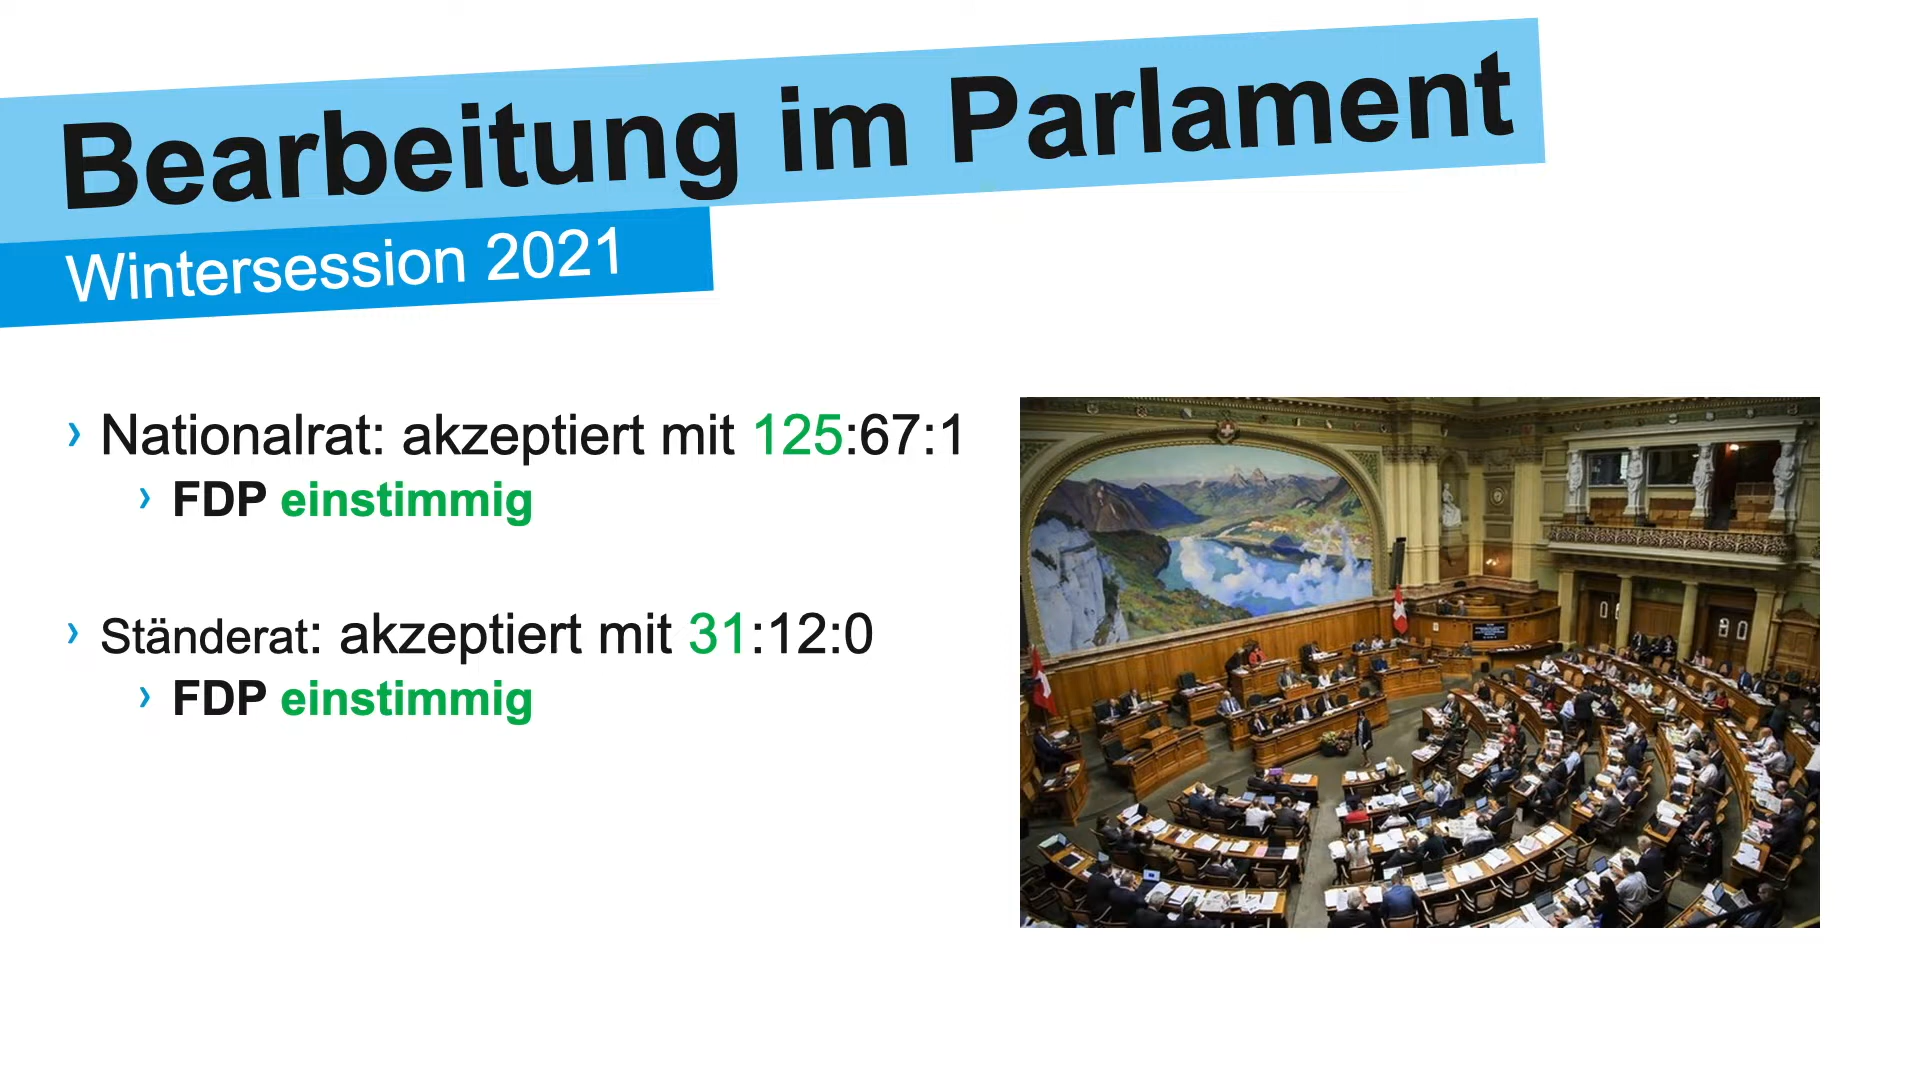 Bearbeitung im Parlament
Wintersession 2021
› Nationalrat: akzeptiert mit 125:67:1
› FDP einstimmig
› Ständerat: akzeptiert mit 31:12:0
› FDP einstimmig